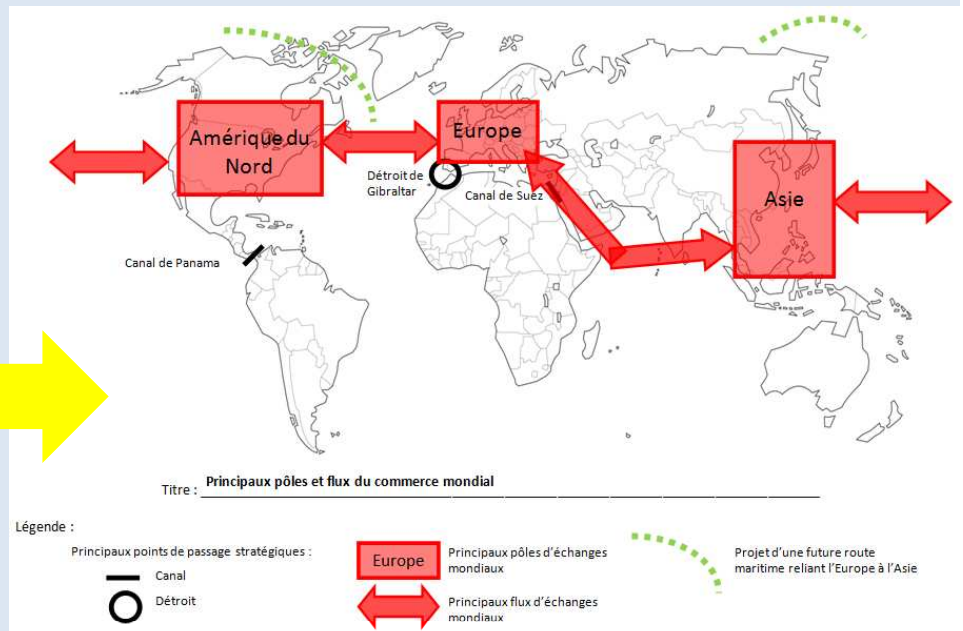 Amérique du
Nord
Europe
Asie
Détroit de
Gibraltar
Canal de Suez
Canal de Panama
Titre : Principaux pôles et flux du commerce mondial
Légende :
Principaux points de passage stratégiques :
Canal
Détroit
Europe
Principaux pôles d'échanges
mondiaux
Principaux flux d'échanges
mondiaux
Projet d'une future route
maritime reliant l'Europe à l'Asie